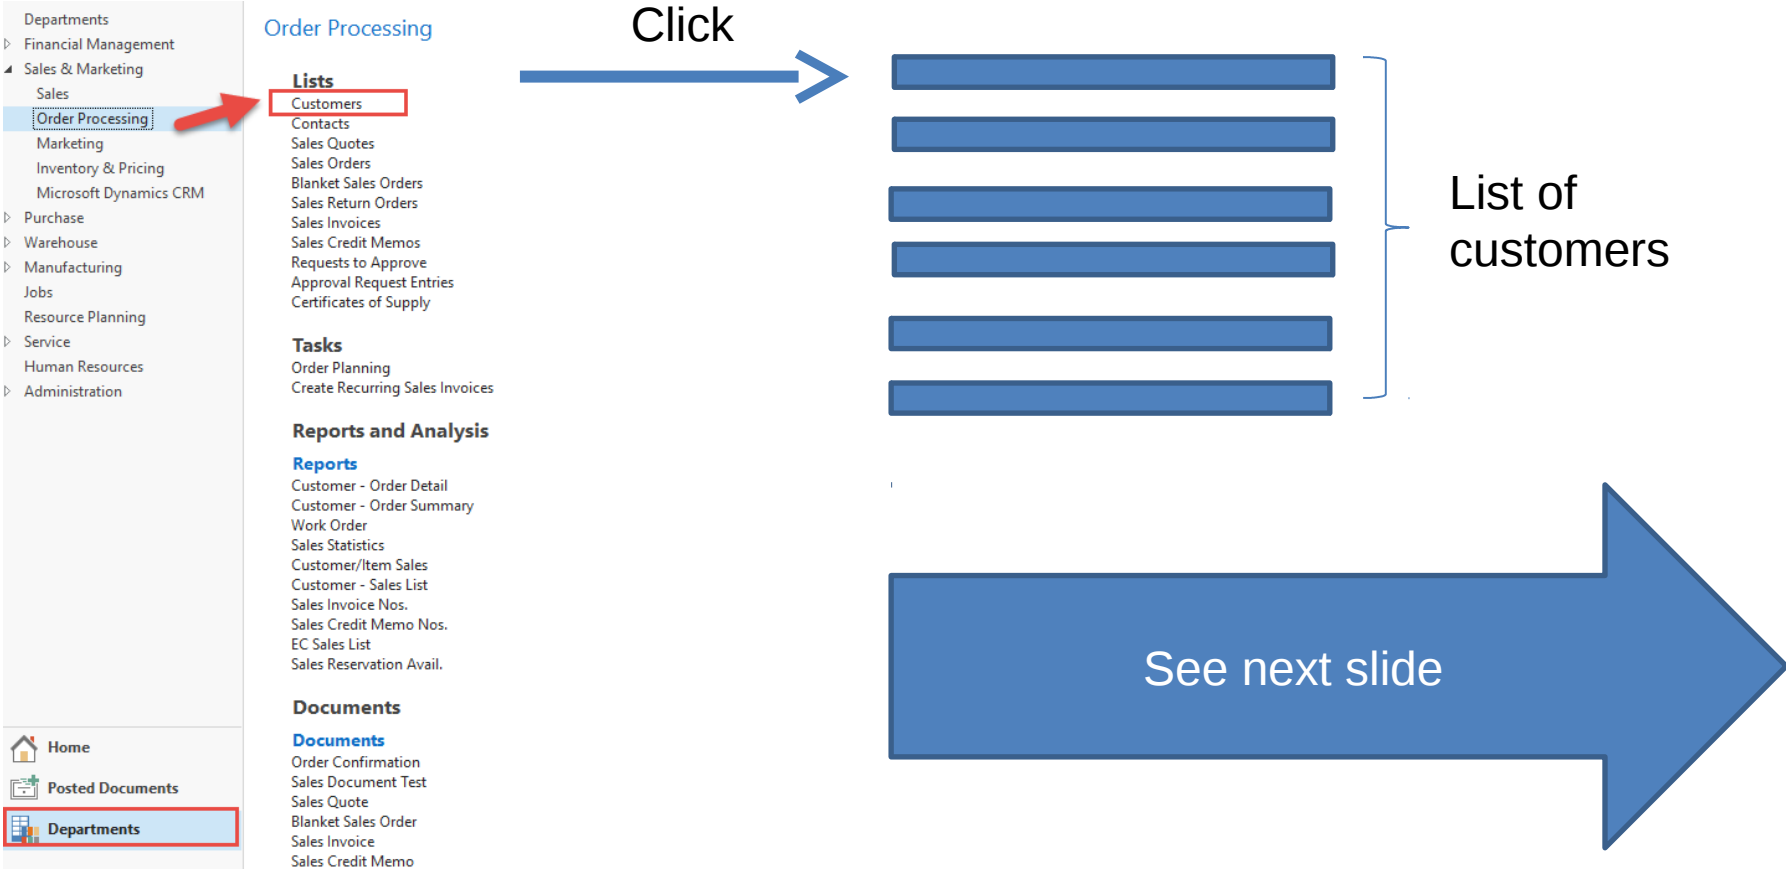 Departments
Financial Management
Sales & Marketing
Sales
Order Processing
Marketing
Inventory & Pricing
Microsoft Dynamics CRM
Purchase
Warehouse
Manufacturing
Jobs
Resource Planning
Service
Human Resources
Administration
Home
Posted Documents
Departments
Order Processing
Lists
Customers
Contacts
Sales Quotes
Sales Orders
Blanket Sales Orders
Sales Return Orders
Sales Invoices
Sales Credit Memos
Requests to Approve
Approval Request Entries
Certificates of Supply
Tasks
Order Planning
Create Recurring Sales Invoices
Reports and Analysis
Reports
Customer - Order Detail
Customer - Order Summary
Work Order
Sales Statistics
Customer/Item Sales
Customer - Sales List
Sales Invoice Nos.
Sales Credit Memo Nos.
EC Sales List
Sales Reservation Avail.
Documents
Documents
Order Confirmation
Sales Document Test
Sales Quote
Blanket Sales Order
Sales Invoice
Sales Credit Memo
Click
List of
customers
See next slide